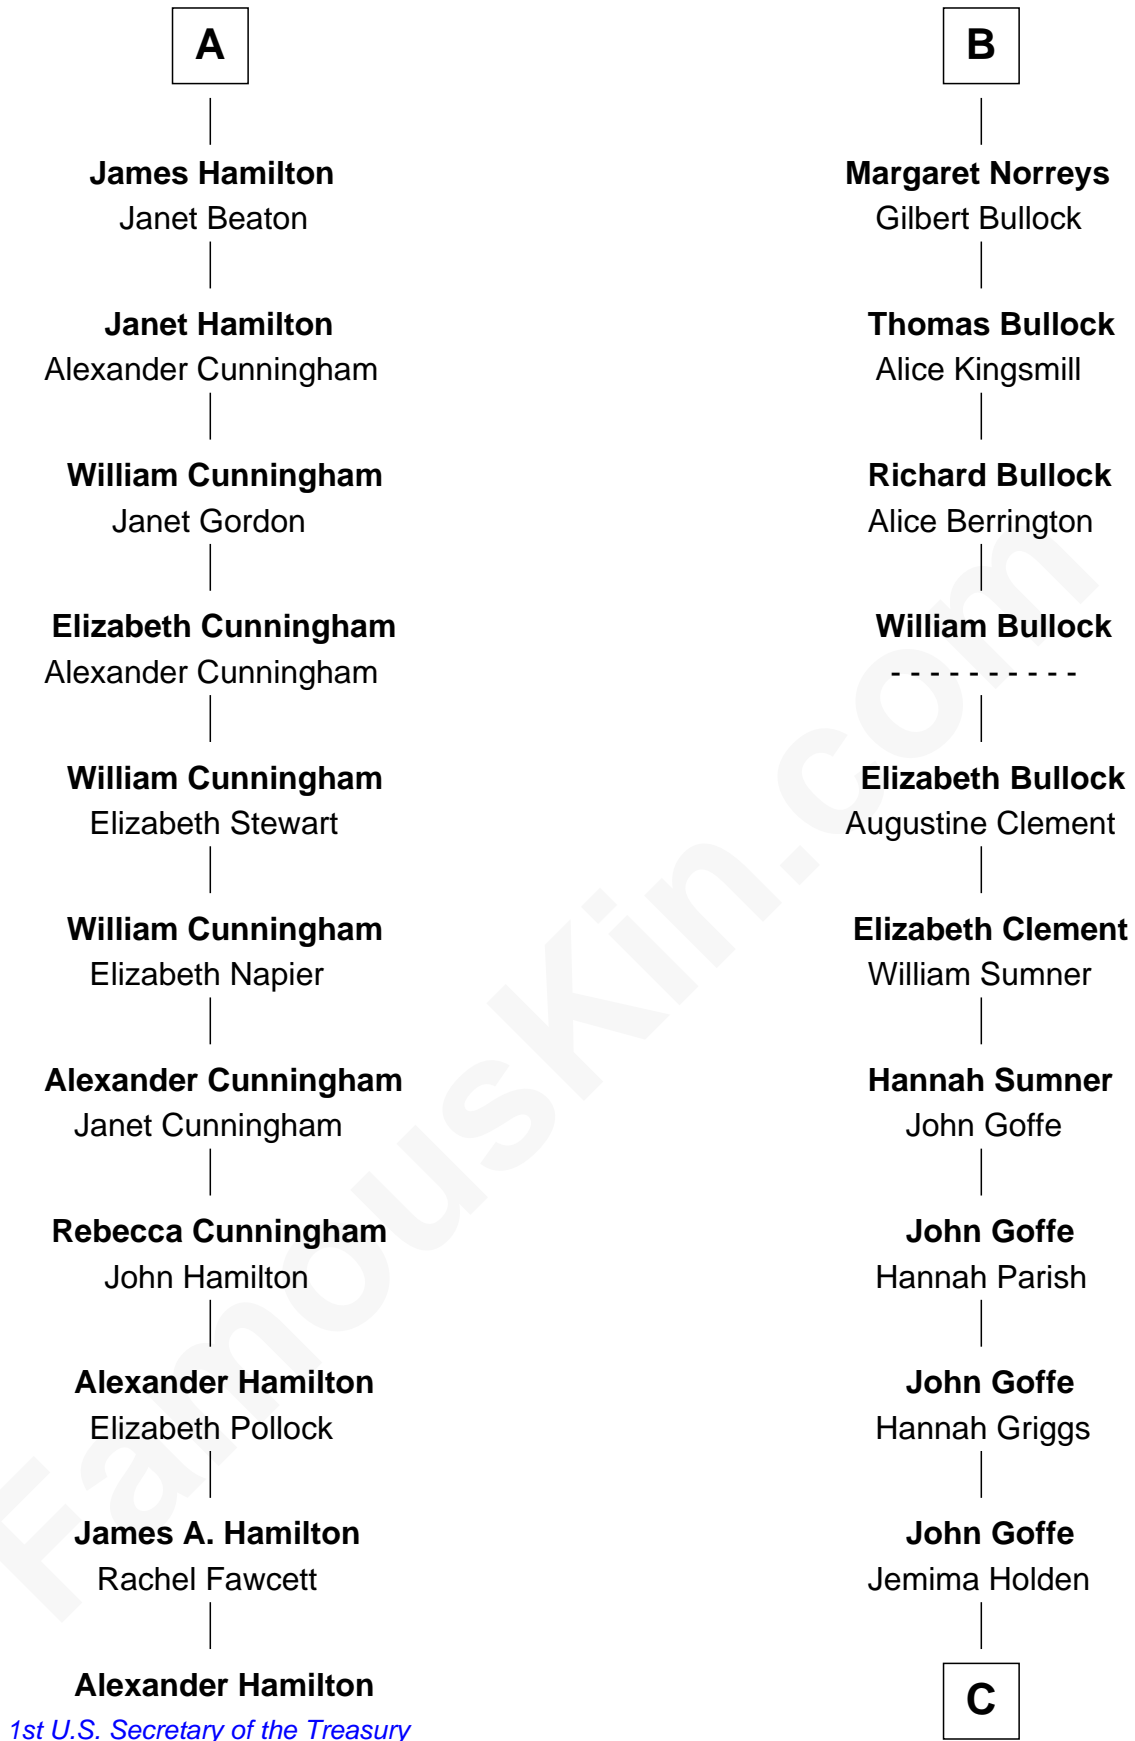 A
James Hamilton
Janet Beaton
Janet Hamilton
Alexander Cunningham
William Cunningham
Janet Gordon
Elizabeth Cunningham
Alexander Cunningham
William Cunningham
Elizabeth Stewart
William Cunningham
Elizabeth Napier
Alexander Cunningham
Janet Cunningham
Rebecca Cunningham
John Hamilton
Alexander Hamilton
Elizabeth Pollock
James A. Hamilton
Rachel Fawcett
Alexander Hamilton
1st U.S. Secretary of the Treasury
B
Margaret Norreys
Gilbert Bullock
Thomas Bullock
Alice Kingsmill
Richard Bullock
Alice Berrington
William Bullock
- - - - - - - - - -
Elizabeth Bullock
Augustine Clement
Elizabeth Clement
William Sumner
Hannah Sumner
John Goffe
John Goffe
Hannah Parish
John Goffe
Hannah Griggs
John Goffe
Jemima Holden
C
FamousKin.com